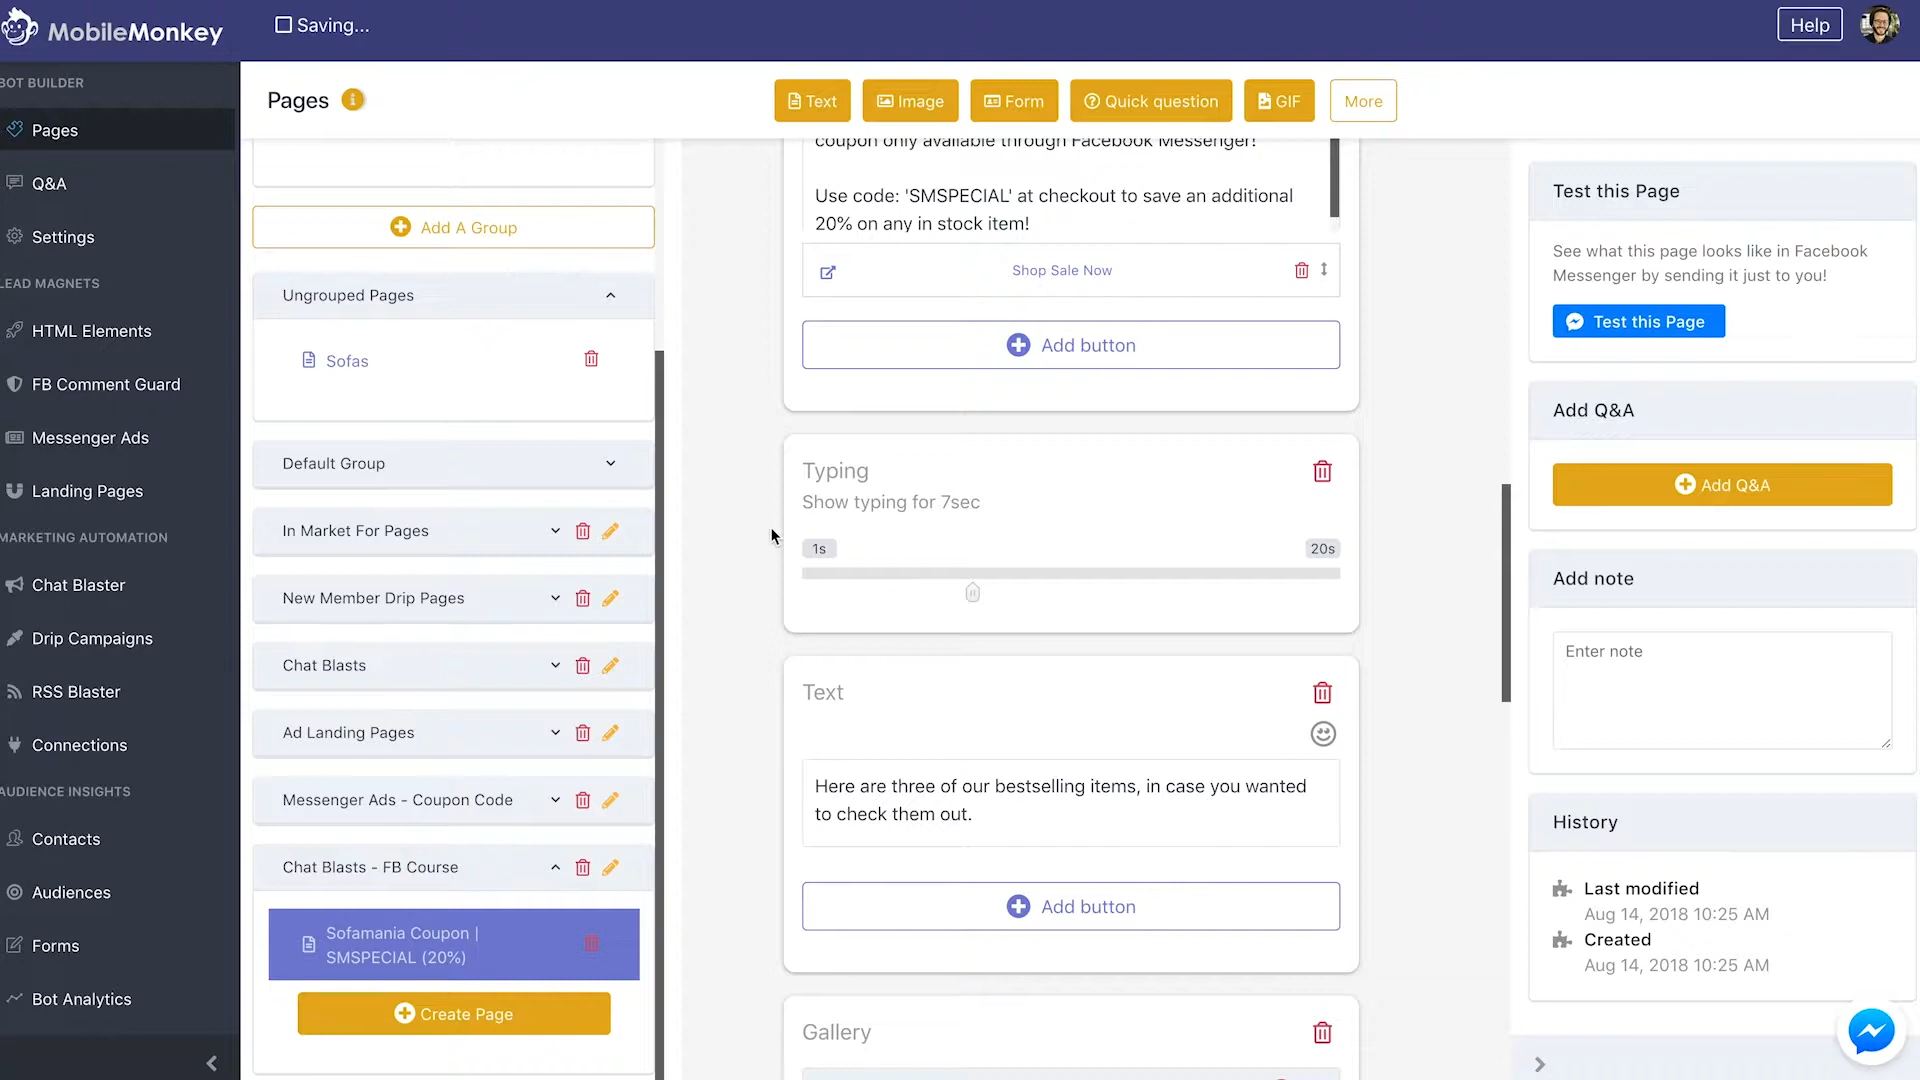 MobileMonkey
Saving...
Help
BOT BUILDER
Pages
Q&A
Settings
LEAD MAGNETS
HTML Elements
FB Comment Guard
Messenger Ads
Landing Pages
MARKETING AUTOMATION
Chat Blaster
Drip Campaigns
RSS Blaster
Connections
AUDIENCE INSIGHTS
Contacts
Audiences
Forms
Bot Analytics
Pages
Text
Image
Form
Quick question
GIF
More
Add A Group
Ungrouped Pages
Sofas
Default Group
In Market For Pages
New Member Drip Pages
Chat Blasts
Ad Landing Pages
Messenger Ads - Coupon Code
Chat Blasts - FB Course
Sofamania Coupon |
SMSPECIAL (20%)
Create Page
coupon only available through Facebook Messenger!
Use code: 'SMSPECIAL' at checkout to save an additional
20% on any in stock item!
Shop Sale Now
Add button
Typing
Show typing for 7sec
1s
20s
Text
Here are three of our bestselling items, in case you wanted
to check them out.
Add button
Gallery
Test this Page
See what this page looks like in Facebook
Messenger by sending it just to you!
Test this Page
Add Q&A
Add Q&A
Add note
Enter note
History
Last modified
Aug 14, 2018 10:25 AM
Created
Aug 14, 2018 10:25 AM